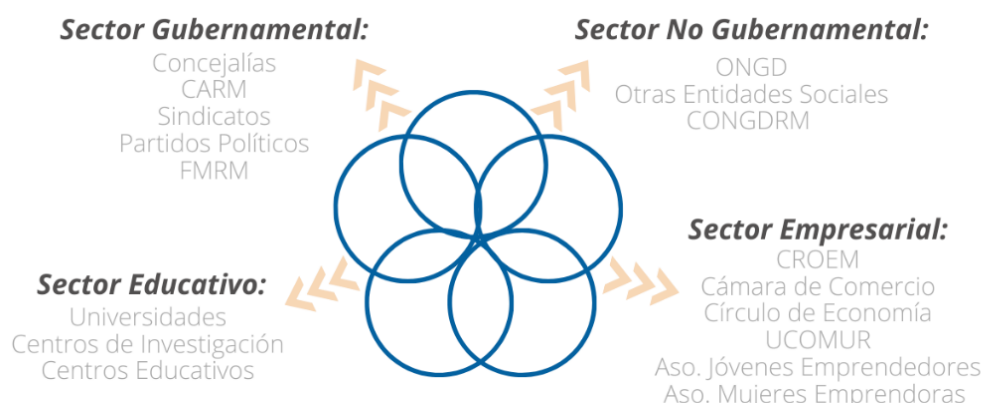 Sector Gubernamental:
Concejalías
CARM
Sindicatos
Partidos Políticos
FMRM
Sector No Gubernamental:
ONGD
Otras Entidades Sociales
CONGDRM
Sector Educativo:
Universidades
Centros de Investigación
Centros Educativos
Sector Empresarial:
CROEM
Cámara de Comercio
Círculo de Economía
UCOMUR
Aso. Jóvenes Emprendedores
Aso. Mujeres Emprendoras